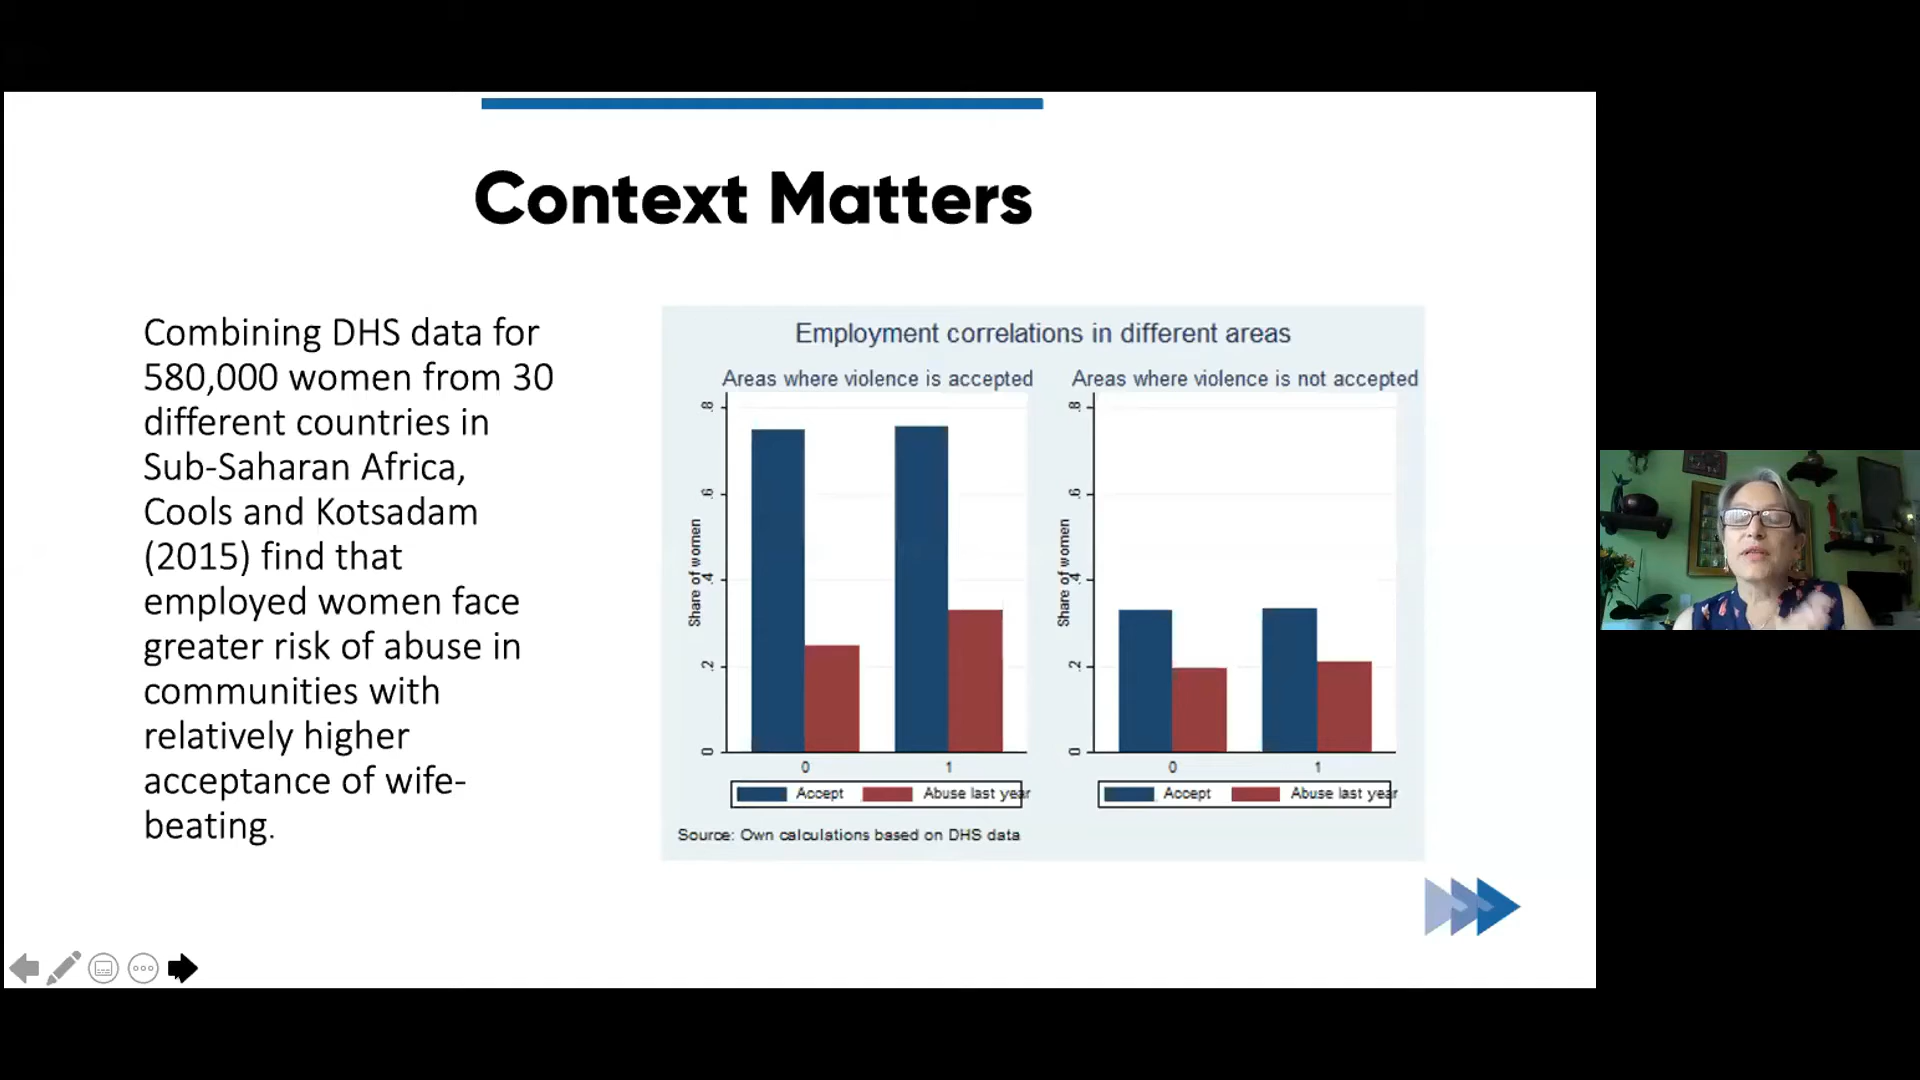 Context Matters
Combining DHS data for
580,000 women from 30
different countries in
Sub-Saharan Africa,
Cools and Kotsadam
(2015) find that
employed women face
greater risk of abuse in
communities with
relatively higher
acceptance of wife-
beating.
Employment correlations in different areas
Areas where violence is accepted
Share of women
0 .2 .4 .6 .8
0 1
Accept Abuse last year
Areas where violence is not accepted
Share of women
0 .2 .4 .6 .8
0 1
Accept Abuse last year
Source: Own calculations based on DHS data